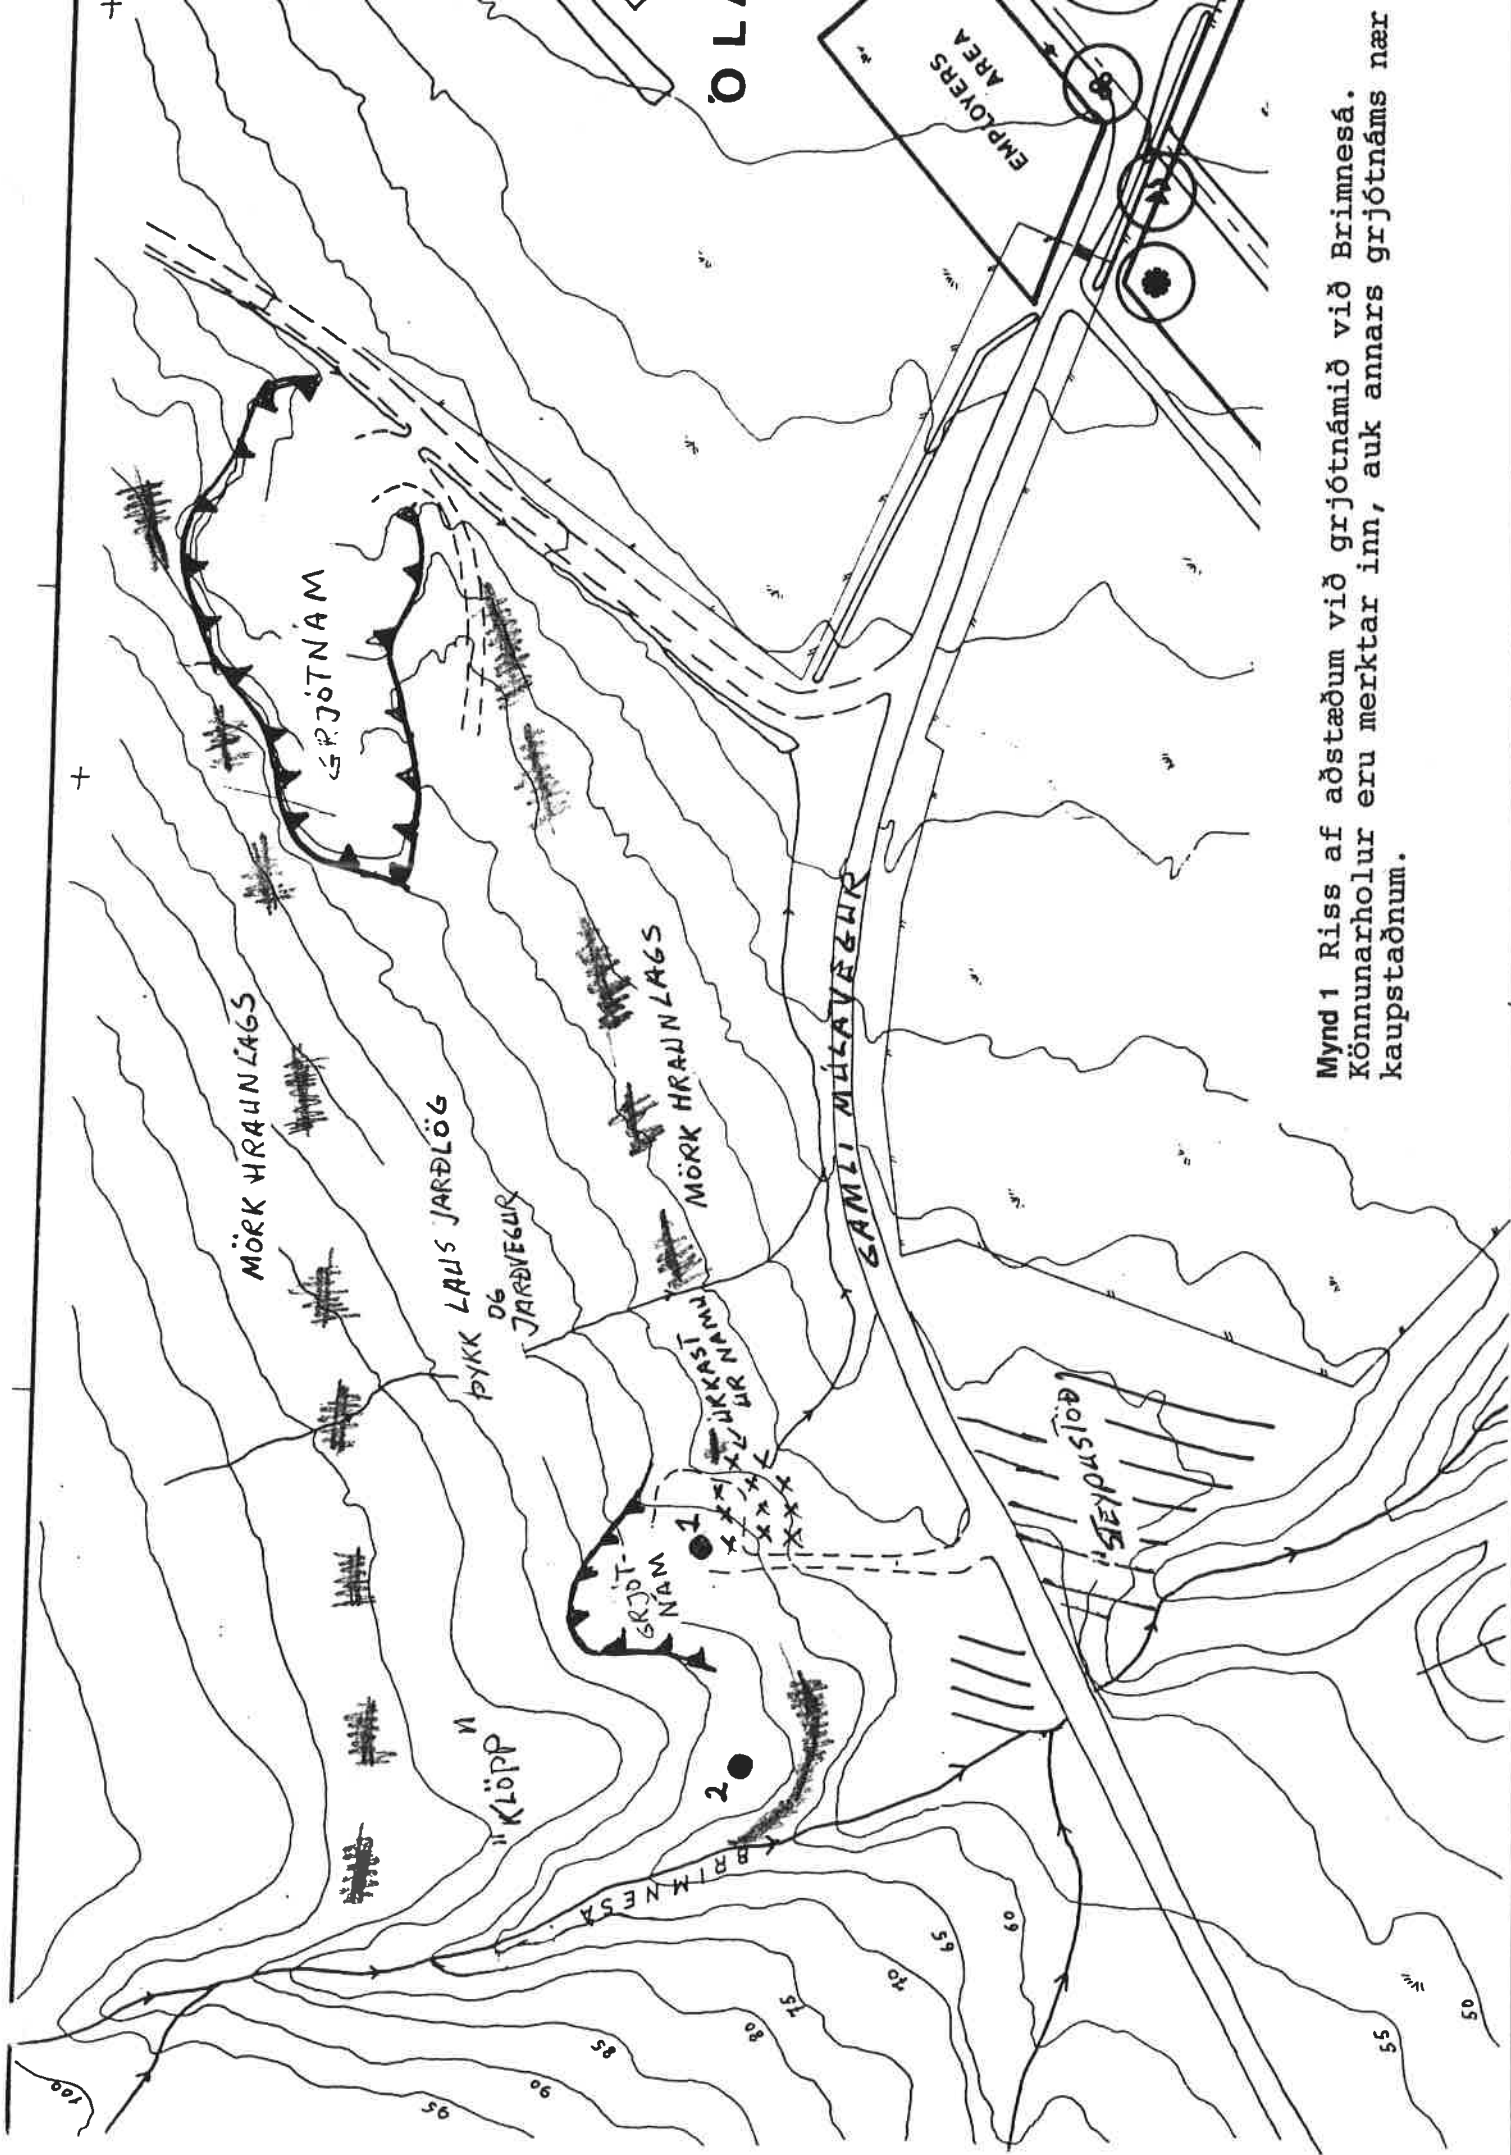 MÖRK HRAUNLAGS
GRJÓTNÁM
ÞYKK LAUS JARÐLÖG
OG
JARÐVEGUR
MÖRK HRAUNLAGS
"KLÖPP"
GRJÓT-
NÁM
1
2
ÚRKAST
ÚR NÁMU
BRIMNESÁ
GAMLI MÚLAVEGUR
"STEYPUSTÖÐ"
EMPLOYERS
AREA
ÓLA
100
95
90
85
80
75
70
65
60
55
50
Mynd 1 Riss af aðstæðum við grjótnámið við Brimnesá.
Könnunarholur eru merktar inn, auk annars grjótnáms nær
kaupstaðnum.